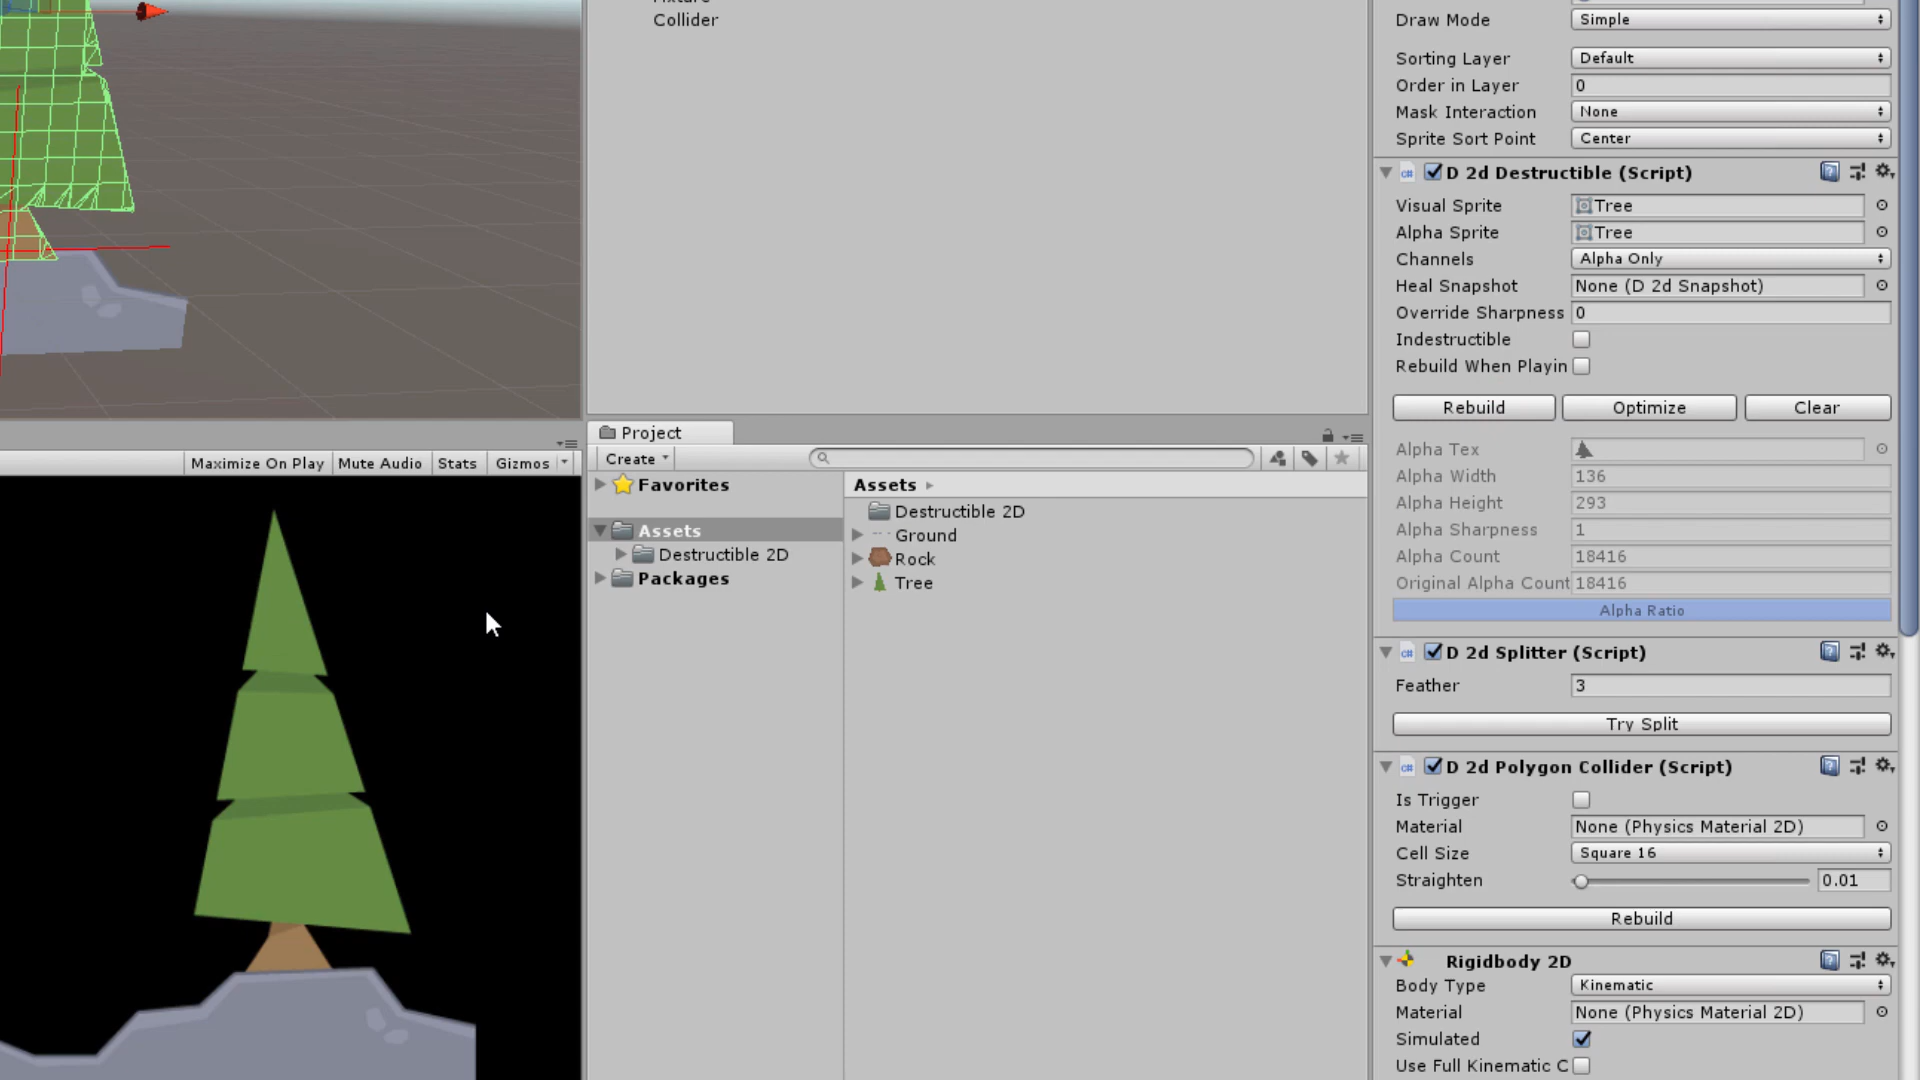 Collider
Draw Mode Simple
Sorting Layer Default
Order in Layer 0
Mask Interaction None
Sprite Sort Point Center
D 2d Destructible (Script)
Visual Sprite Tree
Alpha Sprite Tree
Channels Alpha Only
Heal Snapshot None (D 2d Snapshot)
Override Sharpness 0
Indestructible
Rebuild When Playin
Rebuild Optimize Clear
Alpha Tex
Alpha Width 136
Alpha Height 293
Alpha Sharpness 1
Alpha Count 18416
Original Alpha Count 18416
Alpha Ratio
D 2d Splitter (Script)
Feather 3
Try Split
D 2d Polygon Collider (Script)
Is Trigger
Material None (Physics Material 2D)
Cell Size Square 16
Straighten 0.01
Rebuild
Rigidbody 2D
Body Type Kinematic
Material None (Physics Material 2D)
Simulated
Use Full Kinematic C
Project
Create
Favorites
Assets
Destructible 2D
Packages
Assets
Destructible 2D
Ground
Rock
Tree
Maximize On Play Mute Audio Stats Gizmos